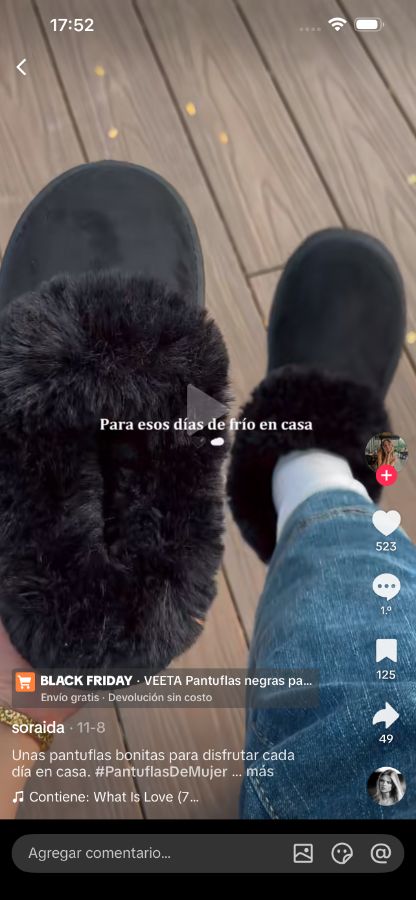 17:52
Para esos días de frío en casa
523
1.º
125
49
BLACK FRIDAY · VEETA Pantuflas negras pa...
Envío gratis · Devolución sin costo
soraida · 11-8
Unas pantuflas bonitas para disfrutar cada
día en casa. #PantuflasDeMujer ... más
Contiene: What Is Love (7...
Agregar comentario...